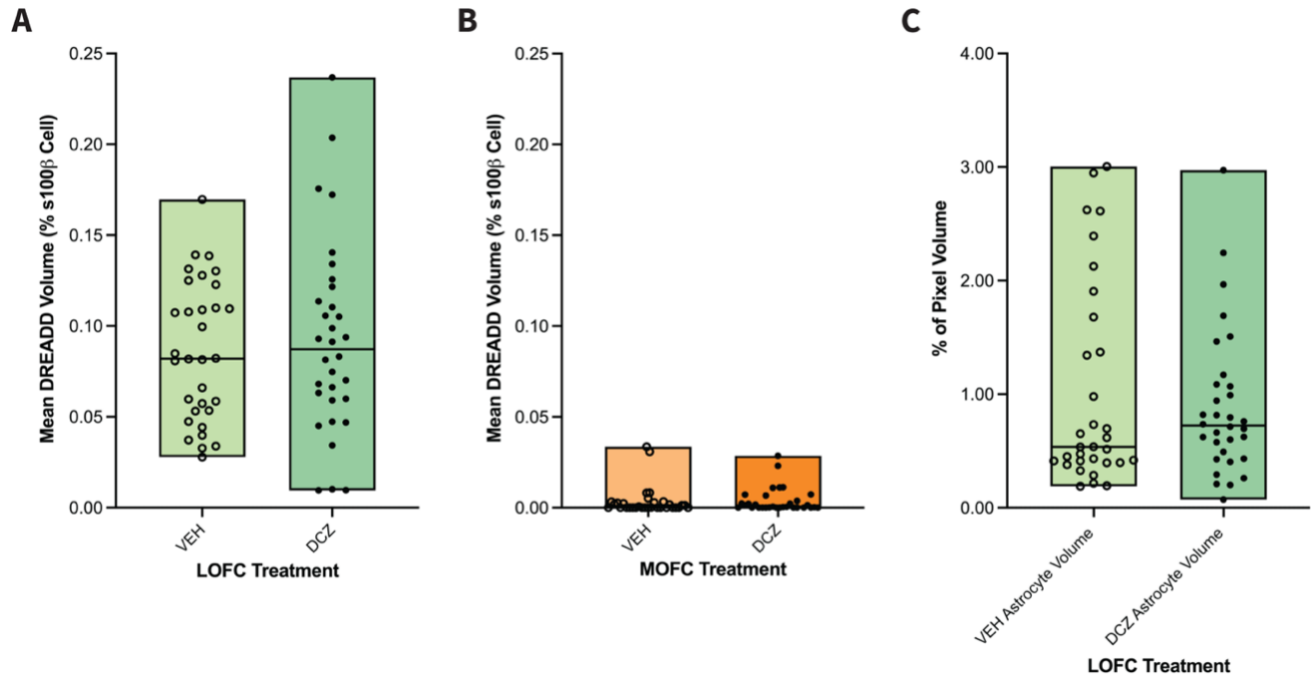 A
Mean DREADD Volume (% s100β Cell)
0.25
0.20
0.15
0.10
0.05
0.00
VEH
DCZ
LOFC Treatment
B
Mean DREADD Volume (% s100β Cell)
0.25
0.20
0.15
0.10
0.05
0.00
VEH
DCZ
MOFC Treatment
C
% of Pixel Volume
4.00
3.00
2.00
1.00
0.00
VEH Astrocyte Volume
DCZ Astrocyte Volume
LOFC Treatment